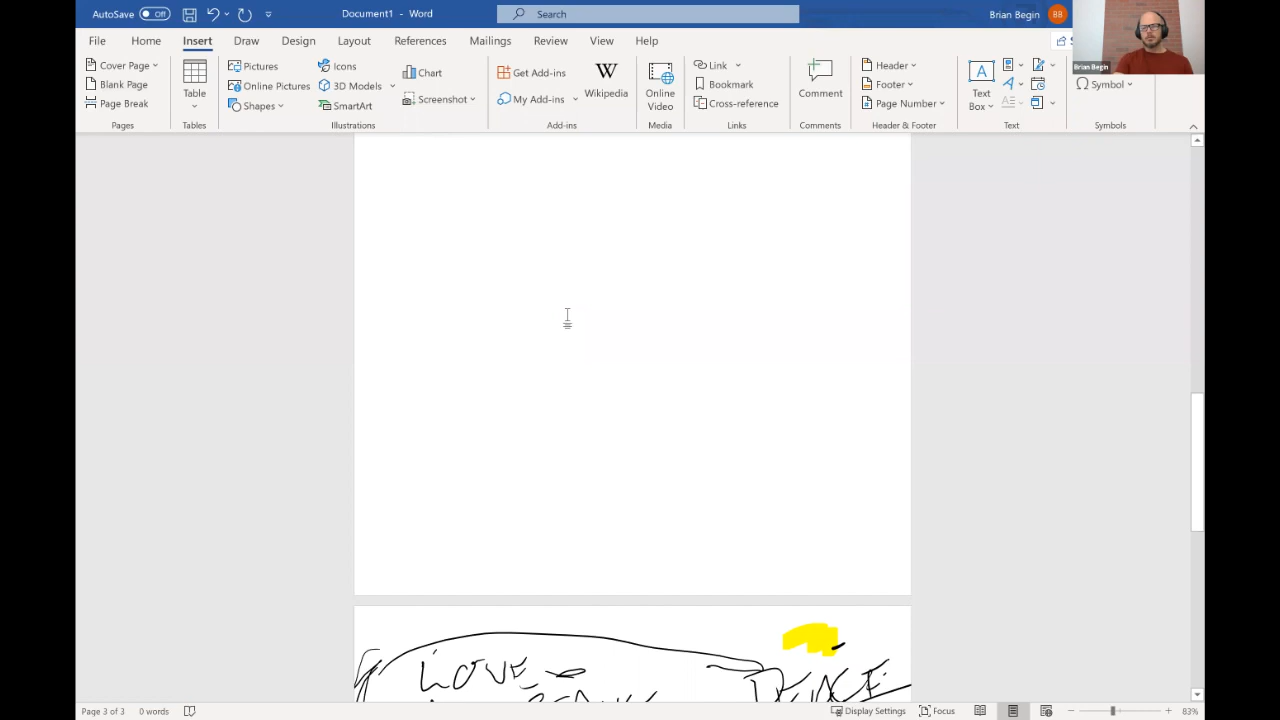 AutoSave Off Document1 - Word Search Brian Begin BB
Brian Begin
File Home Insert Draw Design Layout References Mailings Review View Help
Cover Page
Blank Page
Page Break
Pages
Table
Tables
Pictures
Online Pictures
Shapes
Icons
3D Models
SmartArt
Chart
Screenshot
Illustrations
Get Add-ins
My Add-ins
W
Wikipedia
Add-ins
Online
Video
Media
Link
Bookmark
Cross-reference
Links
Comment
Comments
Header
Footer
Page Number
Header & Footer
A
Text
Box
Text
Ω Symbol
Symbols
LOVE
Page 3 of 3 0 words Display Settings Focus 83%